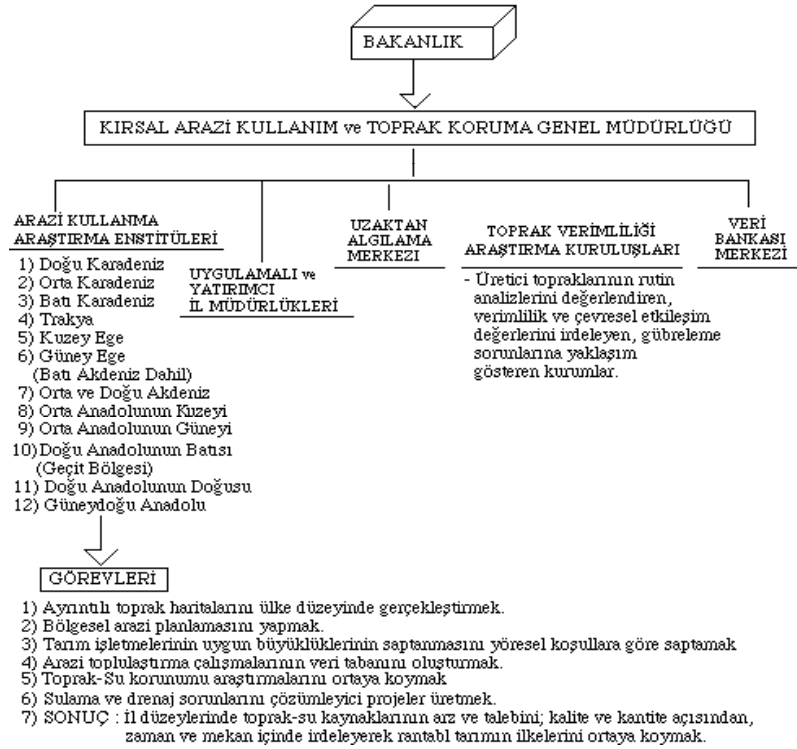 BAKANLIK
KIRSAL ARAZİ KULLANIM ve TOPRAK KORUMA GENEL MÜDÜRLÜĞÜ
ARAZİ KULLANMA
ARAŞTIRMA ENSTİTÜLERİ
1) Doğu Karadeniz
2) Orta Karadeniz
3) Batı Karadeniz
4) Trakya
5) Kuzey Ege
6) Güney Ege
(Batı Akdeniz Dahil)
7) Orta ve Doğu Akdeniz
8) Orta Anadolunun Kuzeyi
9) Orta Anadolunun Güneyi
10) Doğu Anadolunun Batısı
(Geçit Bölgesi)
11) Doğu Anadolunun Doğusu
12) Güneydoğu Anadolu
UYGULAMALI ve
YATIRIMCI
İL MÜDÜRLÜKLERİ
UZAKTAN
ALGILAMA
MERKEZI
TOPRAK VERİMLİLİĞİ
ARAŞTIRMA KURULUŞLARI
- Üretici topraklarının rutin
analizlerini değerlendiren,
verimlilik ve çevresel etkileşim
değerlerini irdeleyen, gübreleme
sorunlarına yaklaşım
gösteren kurumlar.
VERİ
BANKASI
MERKEZİ
GÖREVLERİ
1) Ayrıntılı toprak haritalarını ülke düzeyinde gerçekleştirmek.
2) Bölgesel arazi planlamasını yapmak.
3) Tarım işletmelerinin uygun büyüklüklerinin saptanmasını yöresel koşullara göre saptamak
4) Arazi toplulaştırma çalışmalarının veri tabanını oluşturmak.
5) Toprak-Su korunumu araştırmalarını ortaya koymak
6) Sulama ve drenaj sorunlarını çözümleyici projeler üretmek.
7) SONUÇ : İl düzeylerinde toprak-su kaynaklarının arz ve talebini; kalite ve kantite açısından,
zaman ve mekan içinde irdeleyerek rantabl tarımın ilkelerini ortaya koymak.